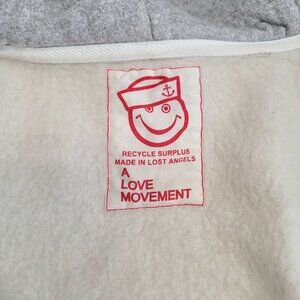 RECYCLE SURPLUS
MADE IN LOST ANGELS
A
LOVE
MOVEMENT